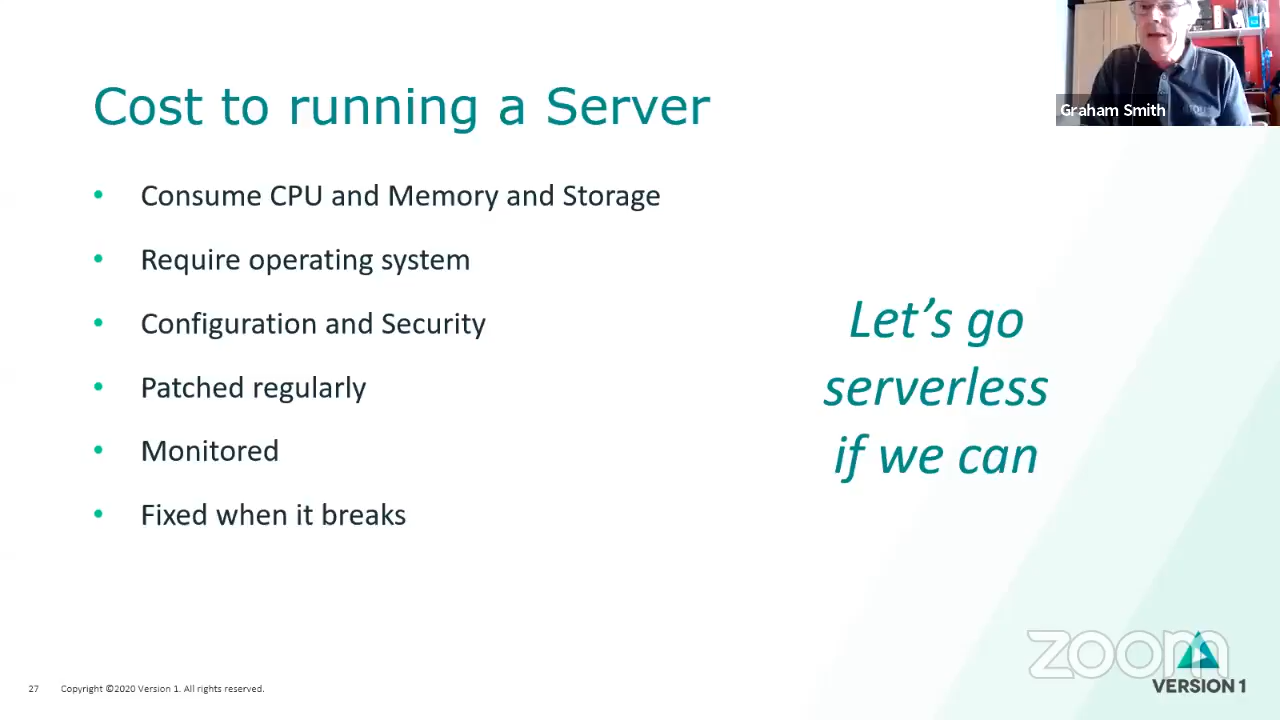 Cost to running a Server
Graham Smith
• Consume CPU and Memory and Storage
• Require operating system
• Configuration and Security
• Patched regularly
• Monitored
• Fixed when it breaks
Let’s go
serverless
if we can
zoom
VERSION 1
27 Copyright ©2020 Version 1. All rights reserved.